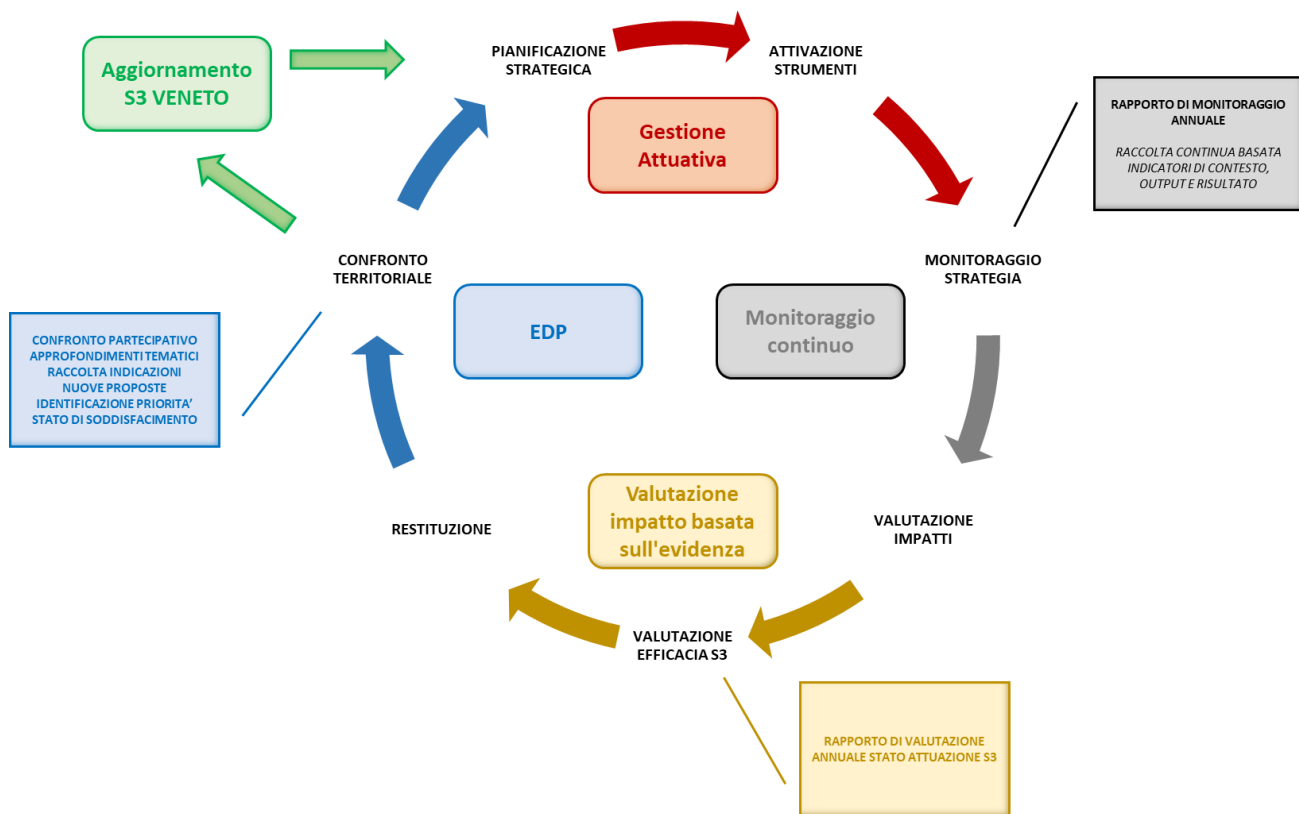 Aggiornamento
S3 VENETO
PIANIFICAZIONE
STRATEGICA
ATTIVAZIONE
STRUMENTI
Gestione
Attuativa
RAPPORTO DI MONITORAGGIO
ANNUALE
RACCOLTA CONTINUA BASATA
INDICATORI DI CONTESTO,
OUTPUT E RISULTATO
CONFRONTO
TERRITORIALE
MONITORAGGIO
STRATEGIA
EDP
Monitoraggio
continuo
CONFRONTO PARTECIPATIVO
APPROFONDIMENTI TEMATICI
RACCOLTA INDICAZIONI
NUOVE PROPOSTE
IDENTIFICAZIONE PRIORITA’
STATO DI SODDISFACIMENTO
RESTITUZIONE
Valutazione
impatto basata
sull'evidenza
VALUTAZIONE
IMPATTI
VALUTAZIONE
EFFICACIA S3
RAPPORTO DI VALUTAZIONE
ANNUALE STATO ATTUAZIONE S3